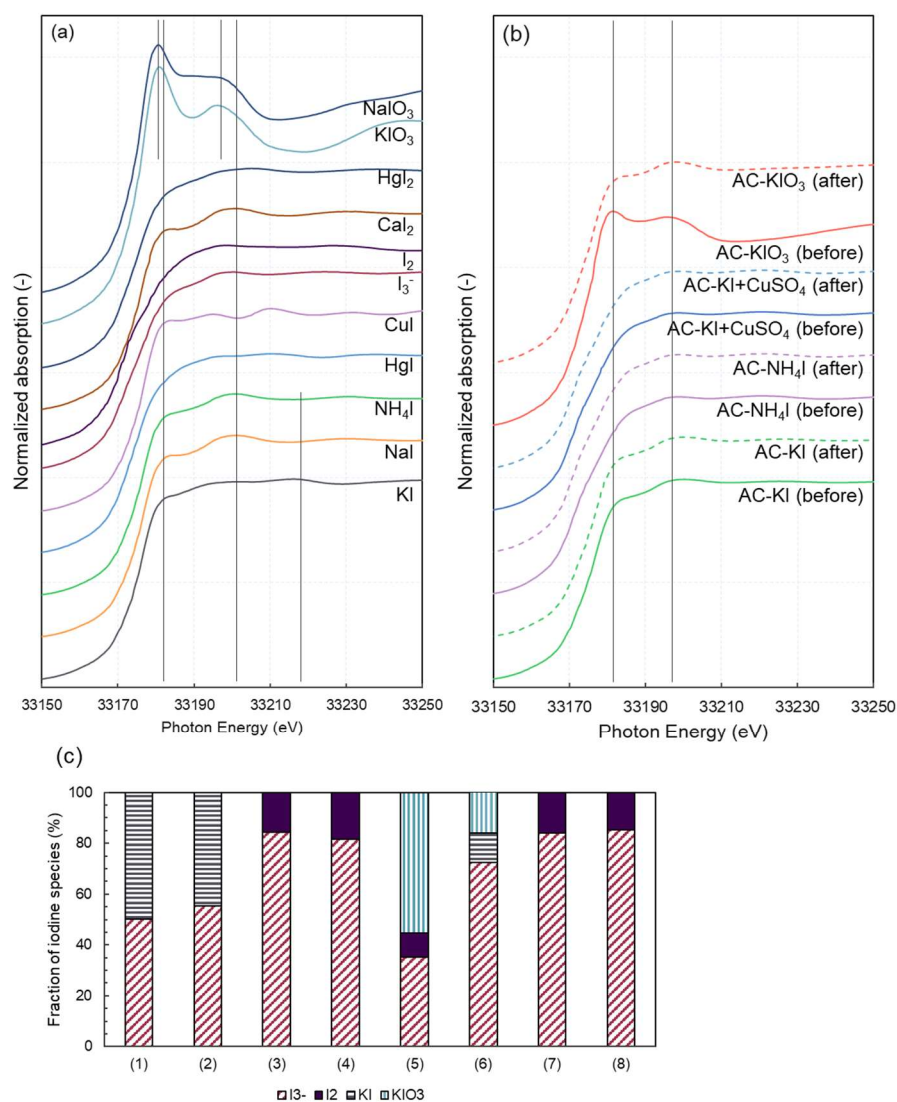 (a)
NaIO3
KIO3
HgI2
CaI2
I2
I3-
CuI
HgI
NH4I
NaI
KI
Normalized absorption (-)
33150 33170 33190 33210 33230 33250
Photon Energy (eV)
(b)
AC-KIO3 (after)
AC-KIO3 (before)
AC-KI+CuSO4 (after)
AC-KI+CuSO4 (before)
AC-NH4I (after)
AC-NH4I (before)
AC-KI (after)
AC-KI (before)
Normalized absorption (-)
33150 33170 33190 33210 33230 33250
Photon Energy (eV)
(c)
Fraction of iodine species (%)
100
80
60
40
20
0
(1) (2) (3) (4) (5) (6) (7) (8)
I3- I2 KI KIO3